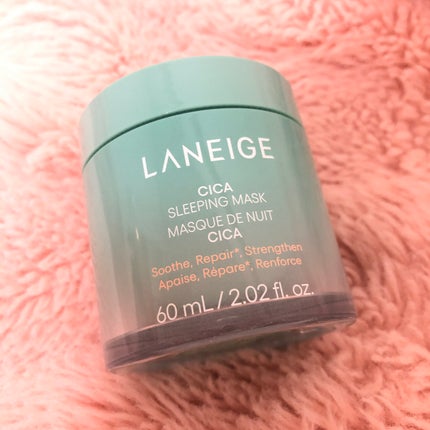 LANEIGE
CICA
SLEEPING MASK
MASQUE DE NUIT
CICA
Soothe, Repair*, Strengthen
Apaise, Répare*, Renforce
60 mL / 2.02 fl. oz.